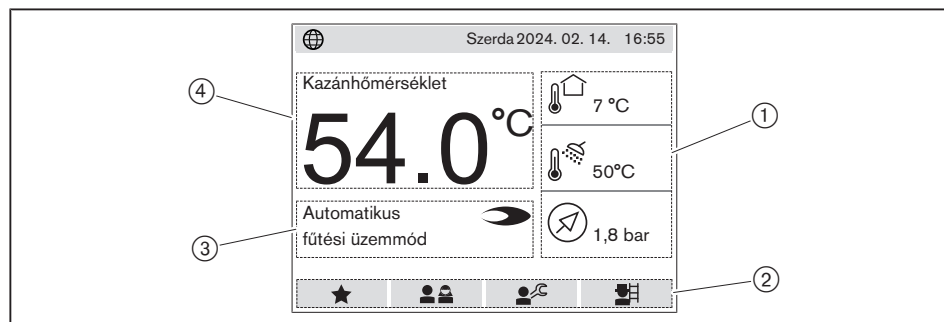 Szerda 2024. 02. 14. 16:55
Kazánhőmérséklet
54.0°C
Automatikus
fűtési üzemmód
7 °C
50°C
1,8 bar
4
3
1
2